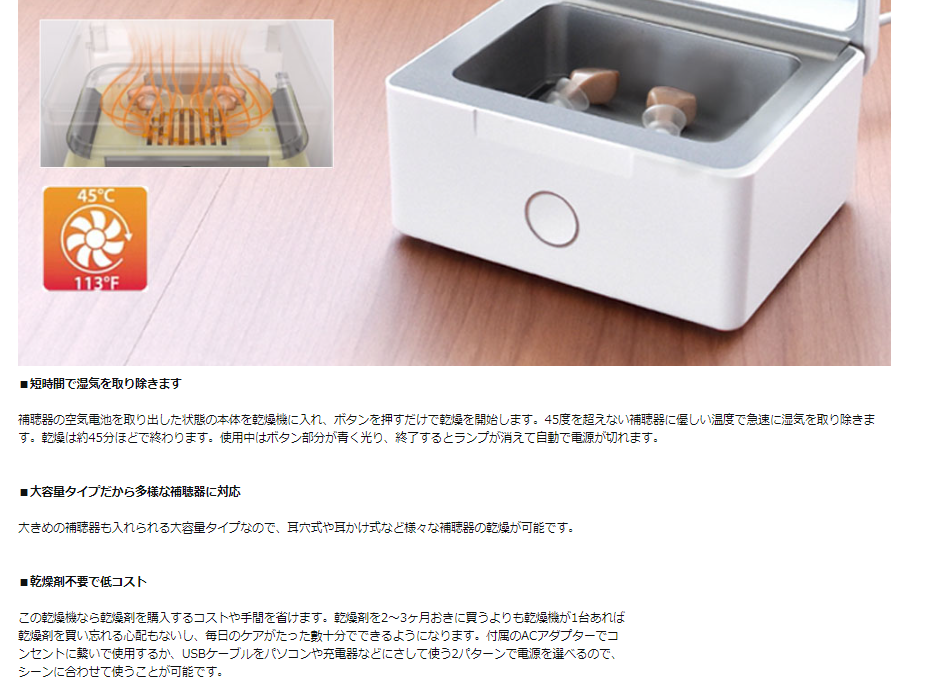 45℃
113°F
■短時間で湿気を取り除きます
補聴器の空気電池を取り出した状態の本体を乾燥機に入れ、ボタンを押すだけで乾燥を開始します。45度を超えない補聴器に優しい温度で急速に湿気を取り除きま
す。乾燥は約45分ほどで終わります。使用中はボタン部分が青く光り、終了するとランプが消えて自動で電源が切れます。
■大容量タイプだから多様な補聴器に対応
大きめの補聴器も入れられる大容量タイプなので、耳穴式や耳かけ式など様々な補聴器の乾燥が可能です。
■乾燥剤不要で低コスト
この乾燥機なら乾燥剤を購入するコストや手間を省けます。乾燥剤を2～3ヶ月おきに買うよりも乾燥機が1台あれば
乾燥剤を買い忘れる心配もないし、毎日のケアがたった数十分でできるようになります。付属のACアダプターでコ
ンセントに繋いで使用するか、USBケーブルをパソコンや充電器などにさして使う2パターンで電源を選べるので、
シーンに合わせて使うことが可能です。